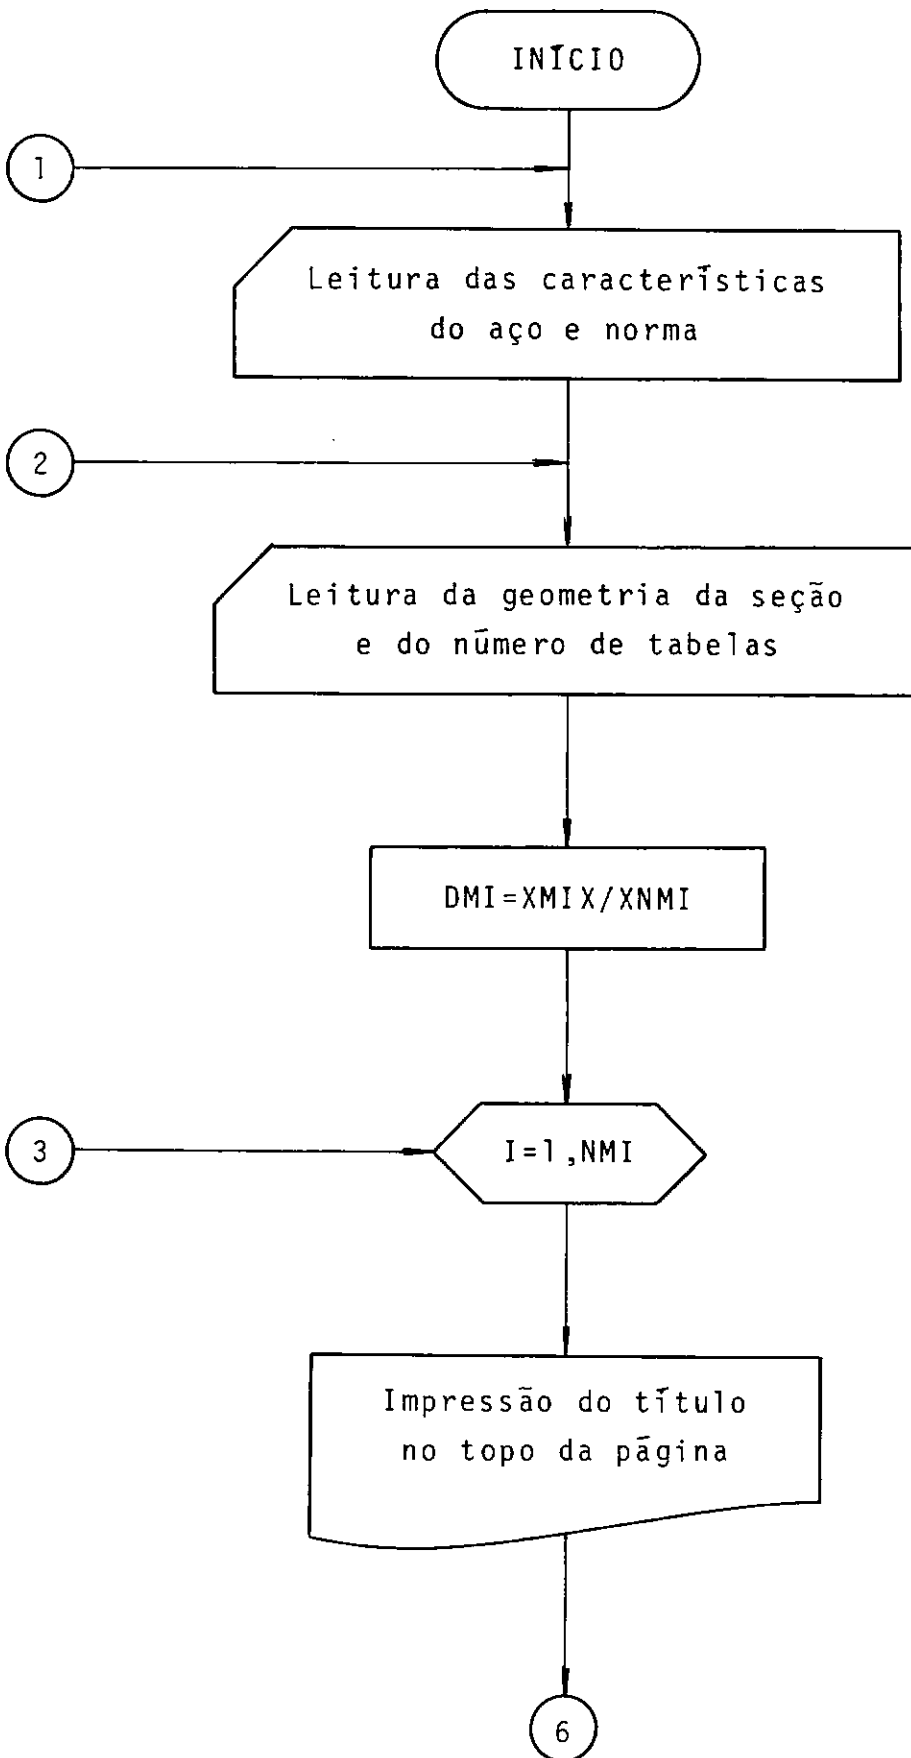 INÍCIO
1
Leitura das características
do aço e norma
2
Leitura da geometria da seção
e do número de tabelas
DMI=XMIX/XNMI
3
I=1,NMI
Impressão do título
no topo da página
6